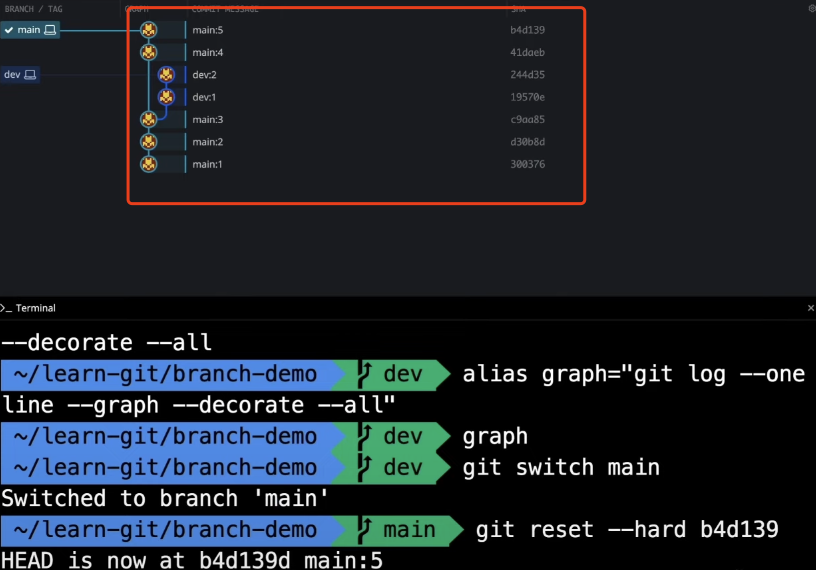 BRANCH / TAG GRAPH COMMIT MESSAGE SHA
main main:5 b4d139
main:4 41daeb
dev dev:2 244d35
dev:1 19570e
main:3 c9aa85
main:2 d30b8d
main:1 300376
>_ Terminal ×
--decorate --all
~/learn-git/branch-demo dev alias graph="git log --one
line --graph --decorate --all"
~/learn-git/branch-demo dev graph
~/learn-git/branch-demo dev git switch main
Switched to branch 'main'
~/learn-git/branch-demo main git reset --hard b4d139
HEAD is now at b4d139d main:5